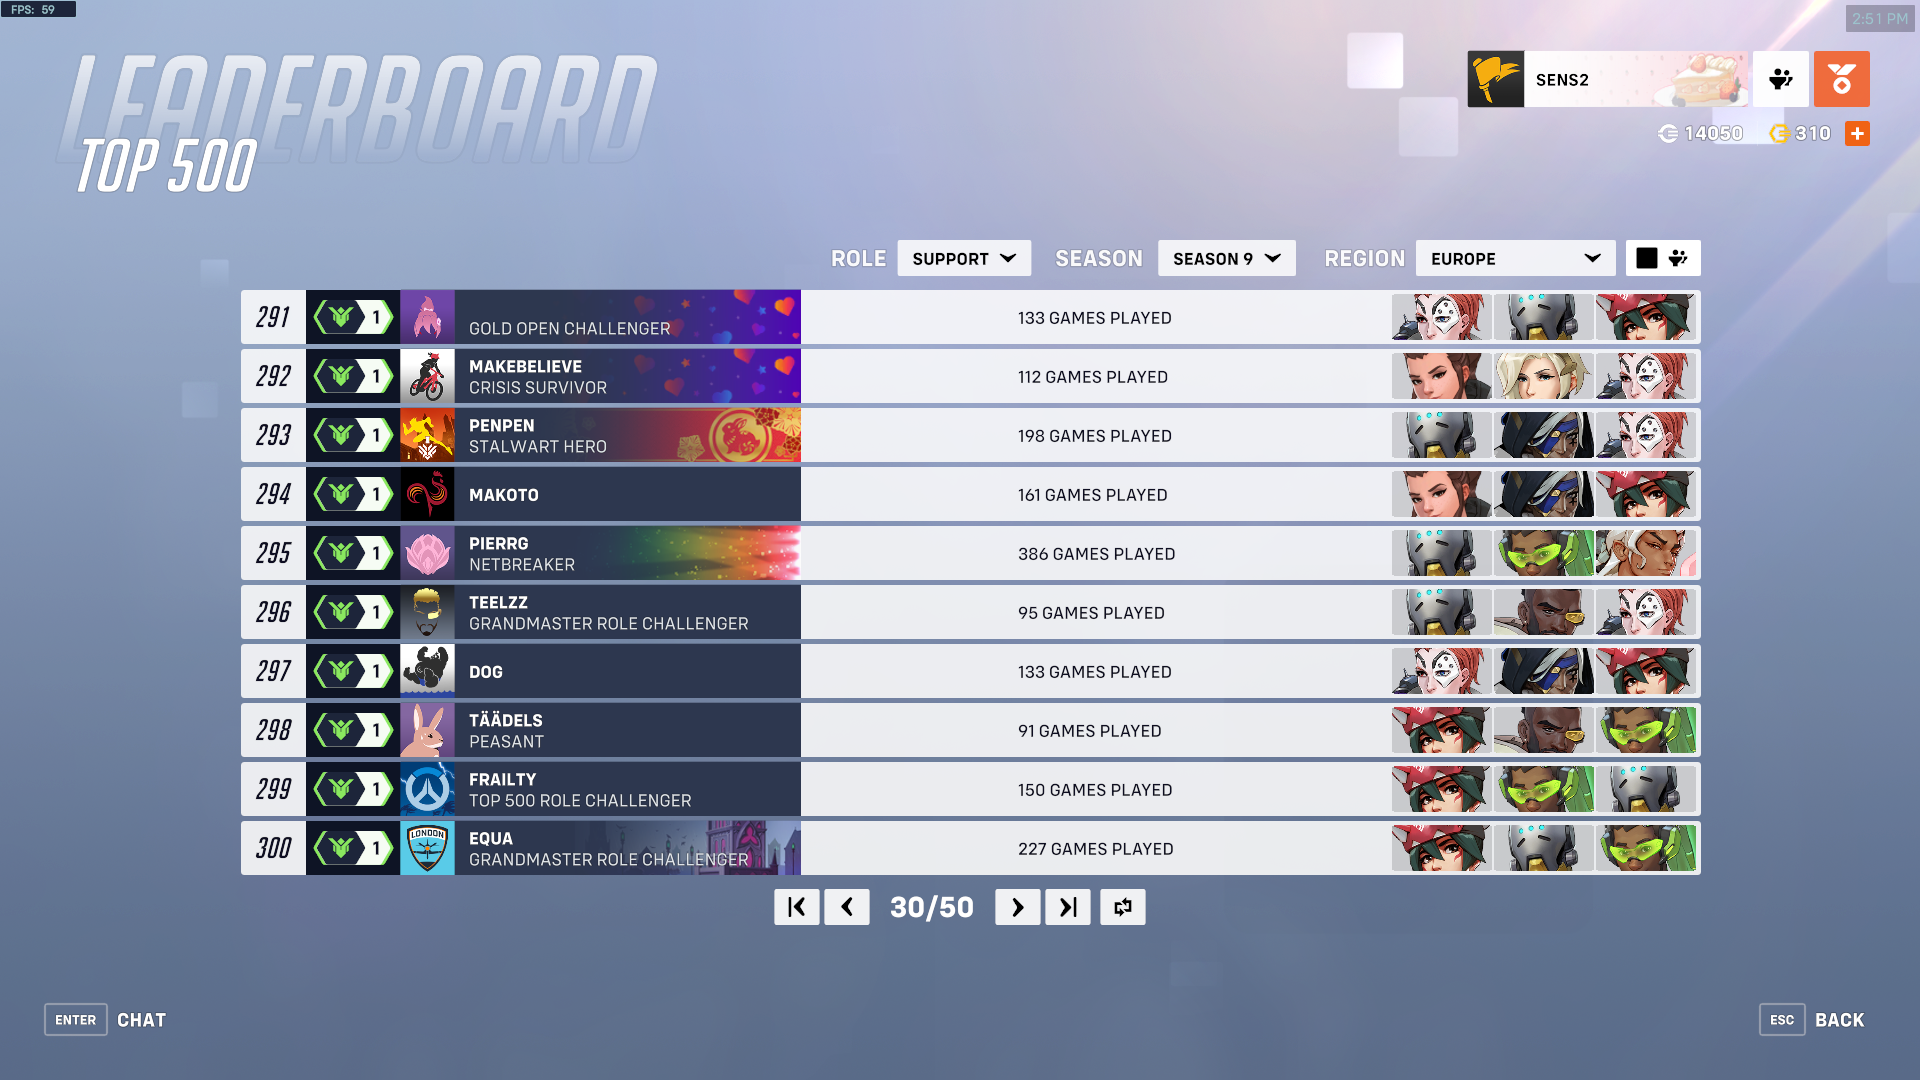 FPS: 59
2:51 PM
LEADERBOARD
TOP 500
SENS2
14050
310
ROLE SUPPORT SEASON SEASON 9 REGION EUROPE
291 1 GOLD OPEN CHALLENGER 133 GAMES PLAYED
292 1 MAKEBELIEVE
CRISIS SURVIVOR 112 GAMES PLAYED
293 1 PENPEN
STALWART HERO 198 GAMES PLAYED
294 1 MAKOTO 161 GAMES PLAYED
295 1 PIERRG
NETBREAKER 386 GAMES PLAYED
296 1 TEELZZ
GRANDMASTER ROLE CHALLENGER 95 GAMES PLAYED
297 1 DOG 133 GAMES PLAYED
298 1 TÄÄDELS
PEASANT 91 GAMES PLAYED
299 1 FRAILTY
TOP 500 ROLE CHALLENGER 150 GAMES PLAYED
300 1 LONDON EQUA
GRANDMASTER ROLE CHALLENGER 227 GAMES PLAYED
30/50
ENTER CHAT
ESC BACK